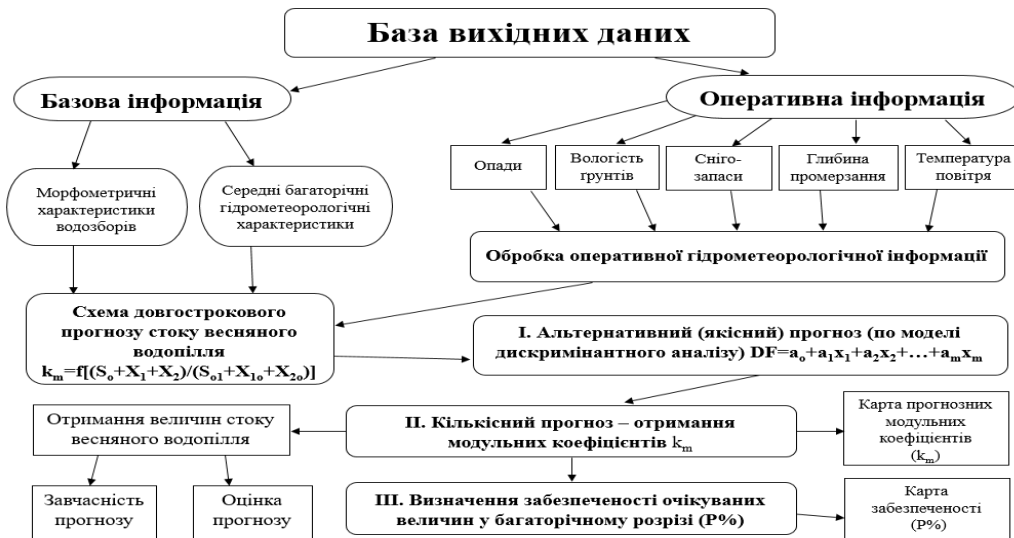 База вихідних даних
Базова інформація
Оперативна інформація
Опади
Вологість
ґрунтів
Сніго-
запаси
Глибина
промерзання
Температура
повітря
Морфометричні
характеристики
водозборів
Середні багаторічні
гідрометеорологічні
характеристики
Обробка оперативної гідрометеорологічної інформації
Схема довгострокового
прогнозу стоку весняного
водопілля
kₘ=f[(Sₒ+X₁+X₂)/(Sₒ₁+X₁ₒ+X₂ₒ)]
I. Альтернативний (якісний) прогноз (по моделі
дискримінантного аналізу) DF=aₒ+a₁x₁+a₂x₂+…+aₘxₘ
Отримання величин стоку
весняного водопілля
II. Кількісний прогноз – отримання
модульних коефіцієнтів kₘ
Карта прогнозних
модульних
коефіцієнтів
(kₘ)
Завчасність
прогнозу
Оцінка
прогнозу
III. Визначення забезпеченості очікуваних
величин у багаторічному розрізі (P%)
Карта
забезпеченості
(P%)